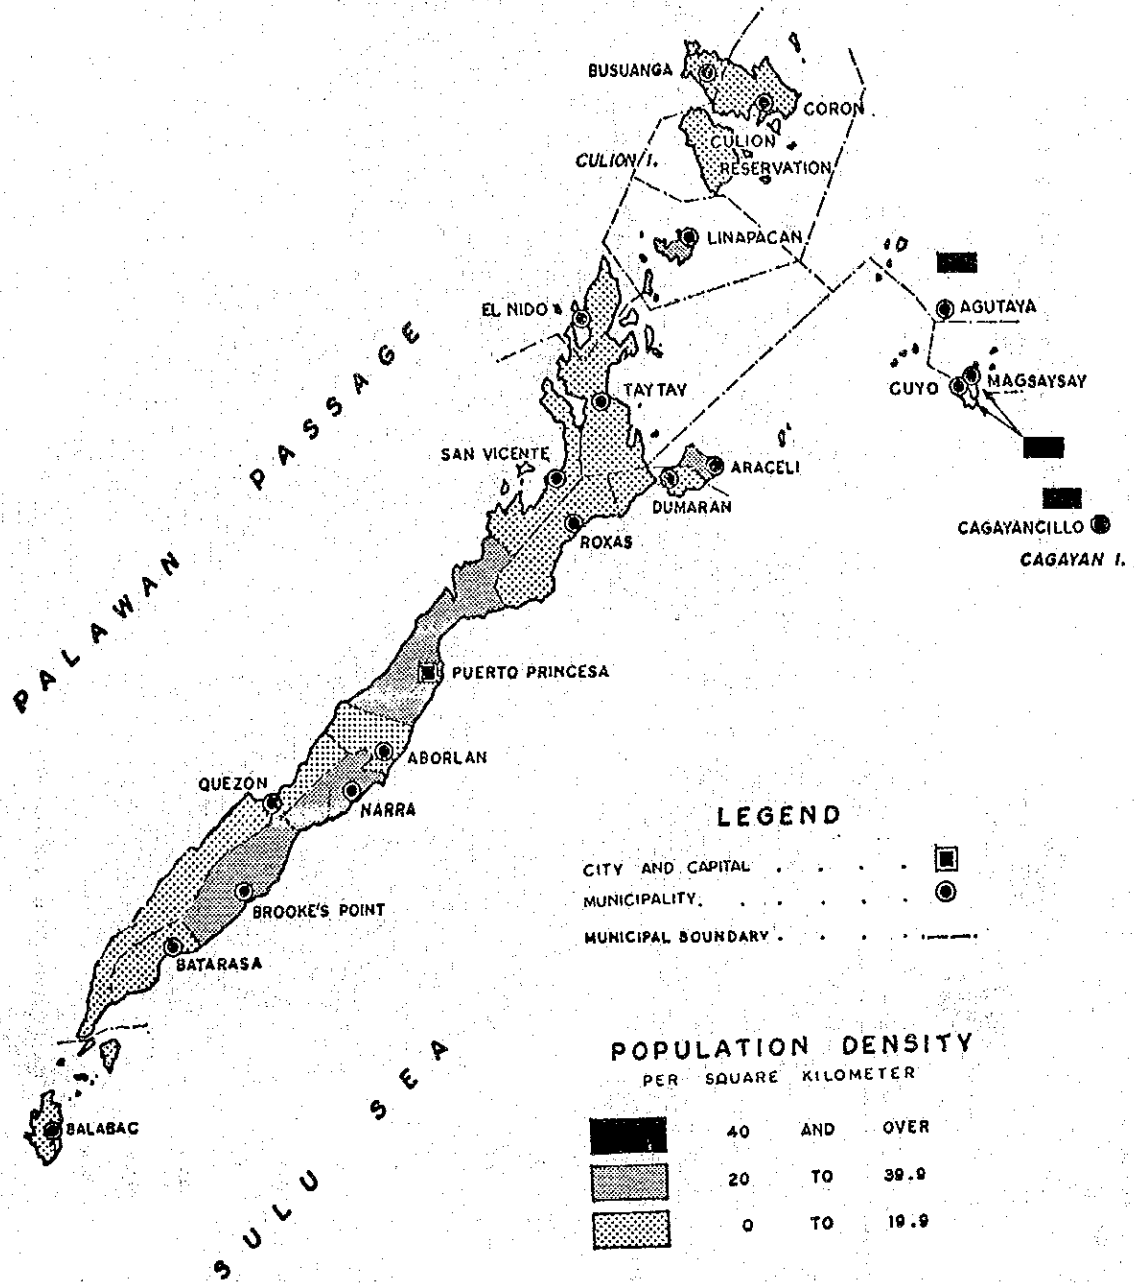 BUSUANGA
CORON
CULION
RESERVATION
CULION I.
LINAPACAN
EL NIDO
AGUTAYA
TAYTAY
CUYO
MAGSAYSAY
SAN VICENTE
ARACELI
DUMARAN
ROXAS
CAGAYANCILLO
CAGAYAN I.
PALAWAN PASSAGE
PUERTO PRINCESA
ABORLAN
QUEZON
NARRA
BROOKE'S POINT
BATARASA
BALABAC
SULU SEA
LEGEND
CITY AND CAPITAL . . . .
MUNICIPALITY. . . . . .
MUNICIPAL BOUNDARY . . . .
POPULATION DENSITY
PER SQUARE KILOMETER
40 AND OVER
20 TO 39.9
0 TO 19.9